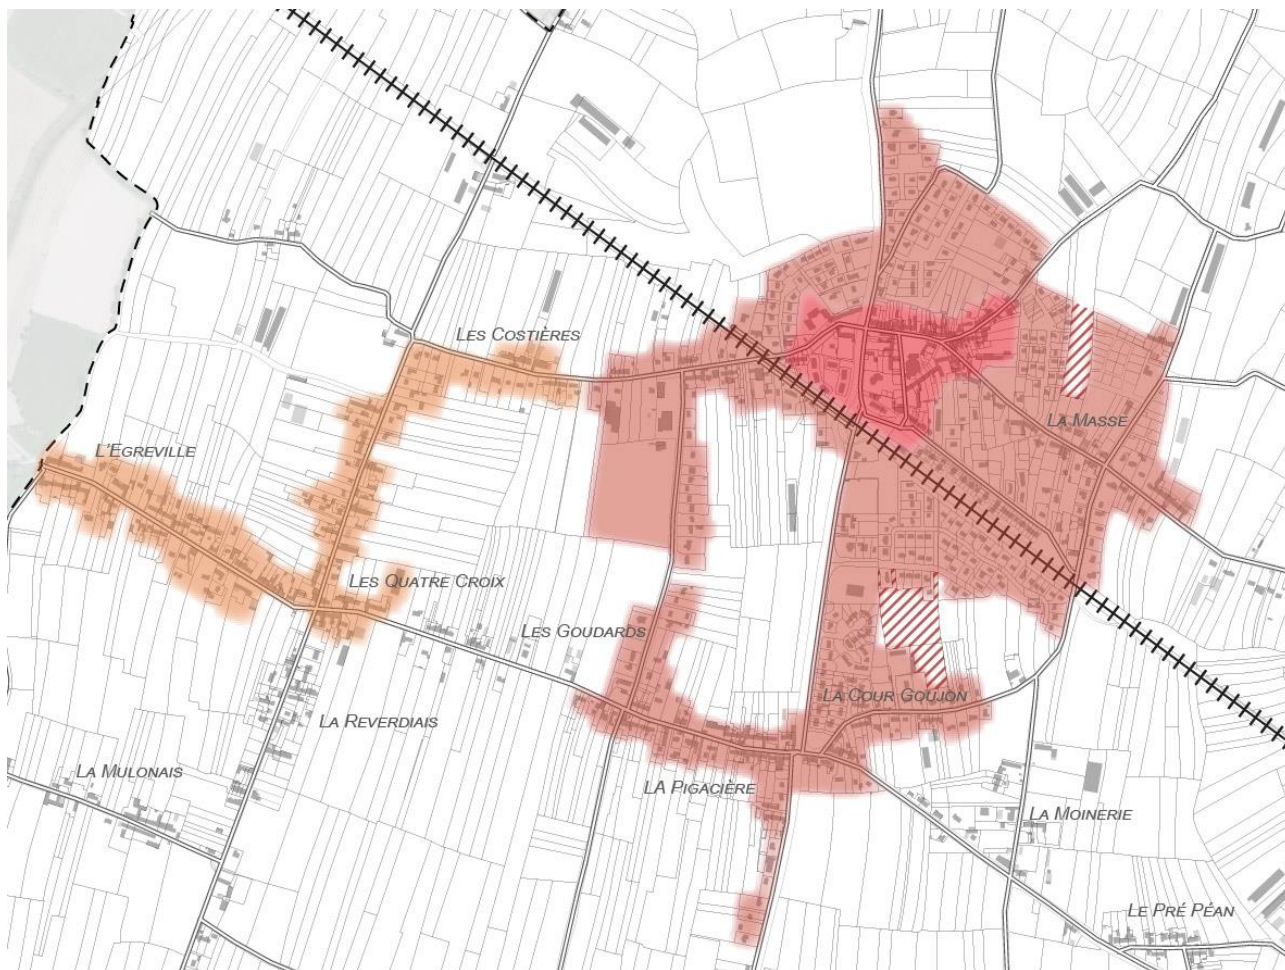 LES COSTIÈRES
LA MASSE
L'EGREVILLE
LES QUATRE CROIX
LES GOUDARDS
LA COUR GOUJON
LA REVERDIAIS
LA MULONAIS
LA PIGACIÈRE
LA MOINERIE
LE PRÉ PÉAN